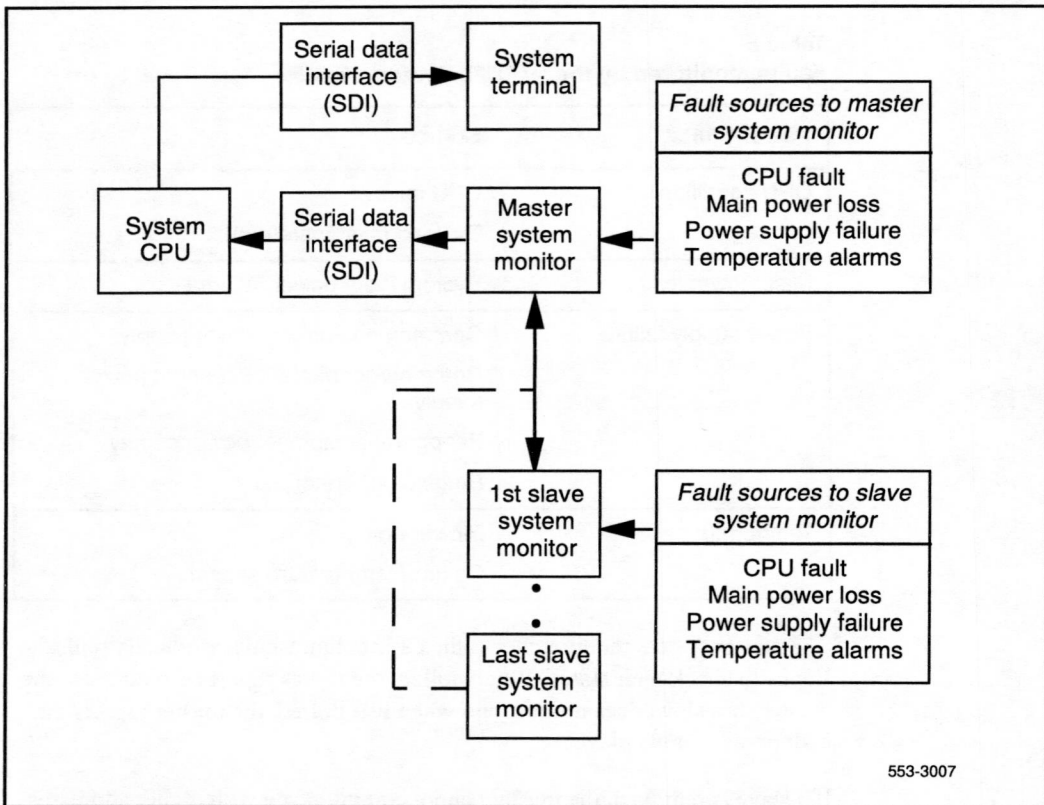 Serial data
interface
(SDI)
System
terminal
Fault sources to master
system monitor
CPU fault
Main power loss
Power supply failure
Temperature alarms
System
CPU
Serial data
interface
(SDI)
Master
system
monitor
1st slave
system
monitor
Fault sources to slave
system monitor
CPU fault
Main power loss
Power supply failure
Temperature alarms
Last slave
system
monitor
553-3007